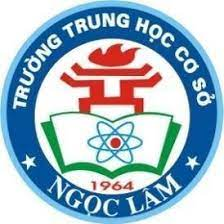 TRƯỜNG TRUNG HỌC CƠ SỞ
1964
NGỌC LÂM